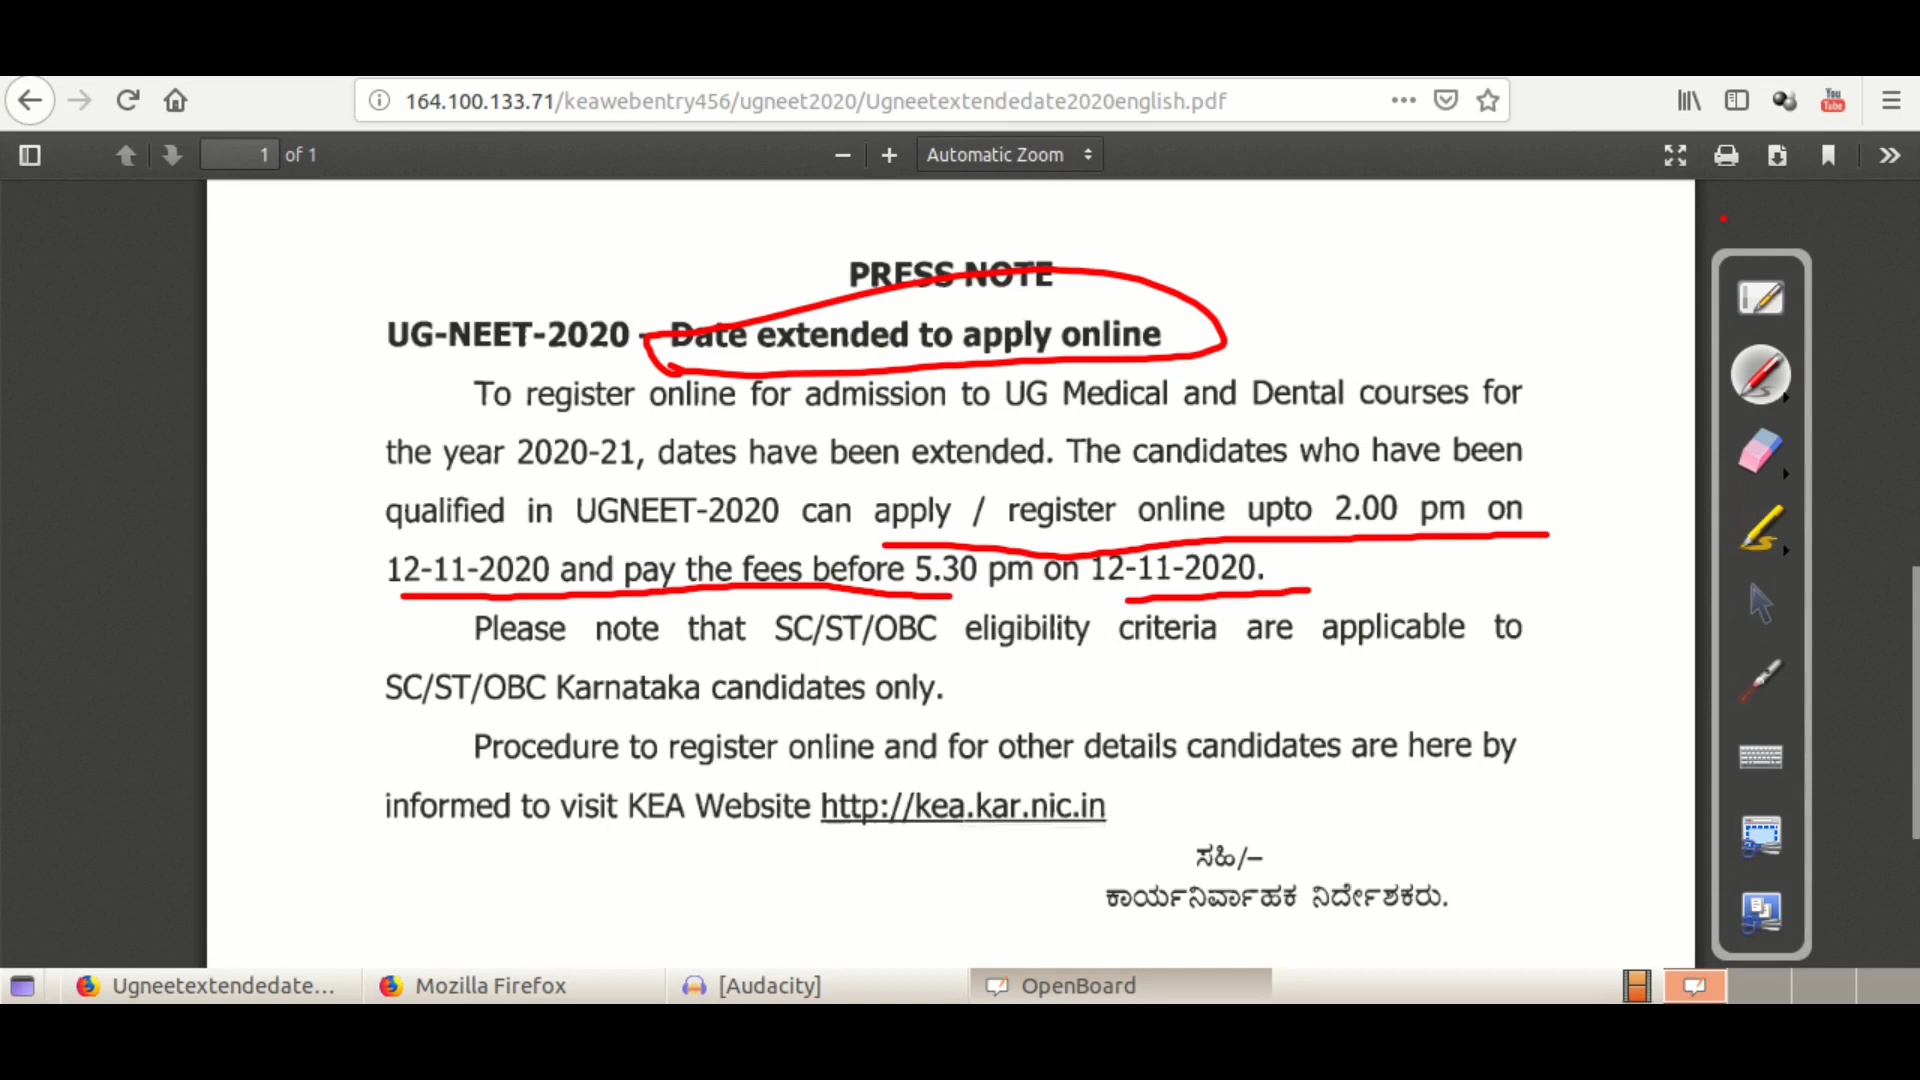 164.100.133.71/keawebentry456/ugneet2020/Ugneetextendedate2020english.pdf
You Tube
1 of 1
Automatic Zoom
PRESS NOTE
UG-NEET-2020 - Date extended to apply online
To register online for admission to UG Medical and Dental courses for
the year 2020-21, dates have been extended. The candidates who have been
qualified in UGNEET-2020 can apply / register online upto 2.00 pm on
12-11-2020 and pay the fees before 5.30 pm on 12-11-2020.
Please note that SC/ST/OBC eligibility criteria are applicable to
SC/ST/OBC Karnataka candidates only.
Procedure to register online and for other details candidates are here by
informed to visit KEA Website http://kea.kar.nic.in
ಸಹಿ/–
ಕಾರ್ಯನಿರ್ವಾಹಕ ನಿರ್ದೇಶಕರು.
Ugneetextendedate... Mozilla Firefox [Audacity] OpenBoard